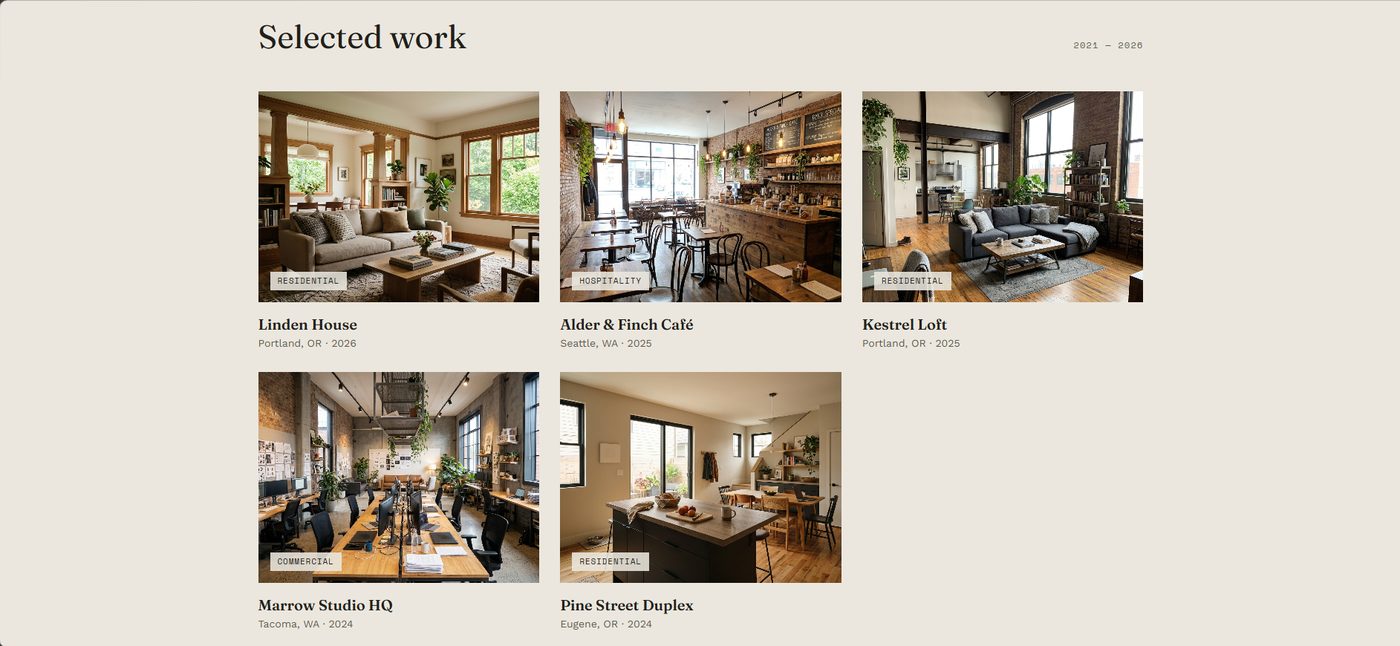 Selected work
2021 — 2026
RESIDENTIAL
HOSPITALITY
RESIDENTIAL
Linden House
Alder & Finch Café
Kestrel Loft
Portland, OR · 2026
Seattle, WA · 2025
Portland, OR · 2025
COMMERCIAL
RESIDENTIAL
Marrow Studio HQ
Pine Street Duplex
Tacoma, WA · 2024
Eugene, OR · 2024